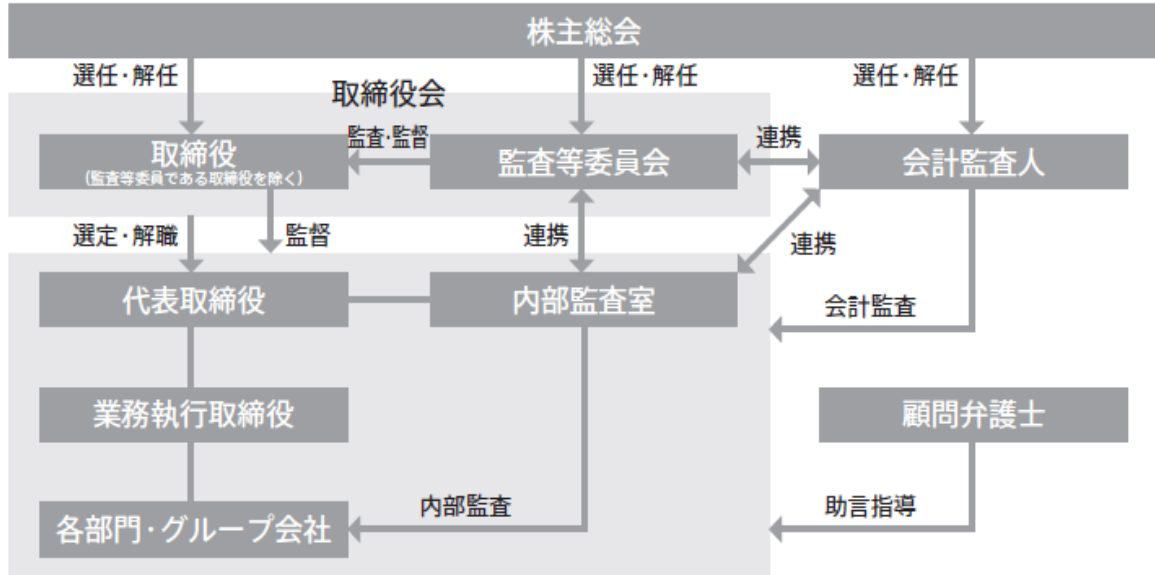 株主総会
選任・解任
選任・解任
選任・解任
取締役会
取締役
(監査等委員である取締役を除く)
監査・監督
監査等委員会
連携
会計監査人
選定・解職
監督
連携
連携
代表取締役
内部監査室
会計監査
業務執行取締役
顧問弁護士
各部門・グループ会社
内部監査
助言指導